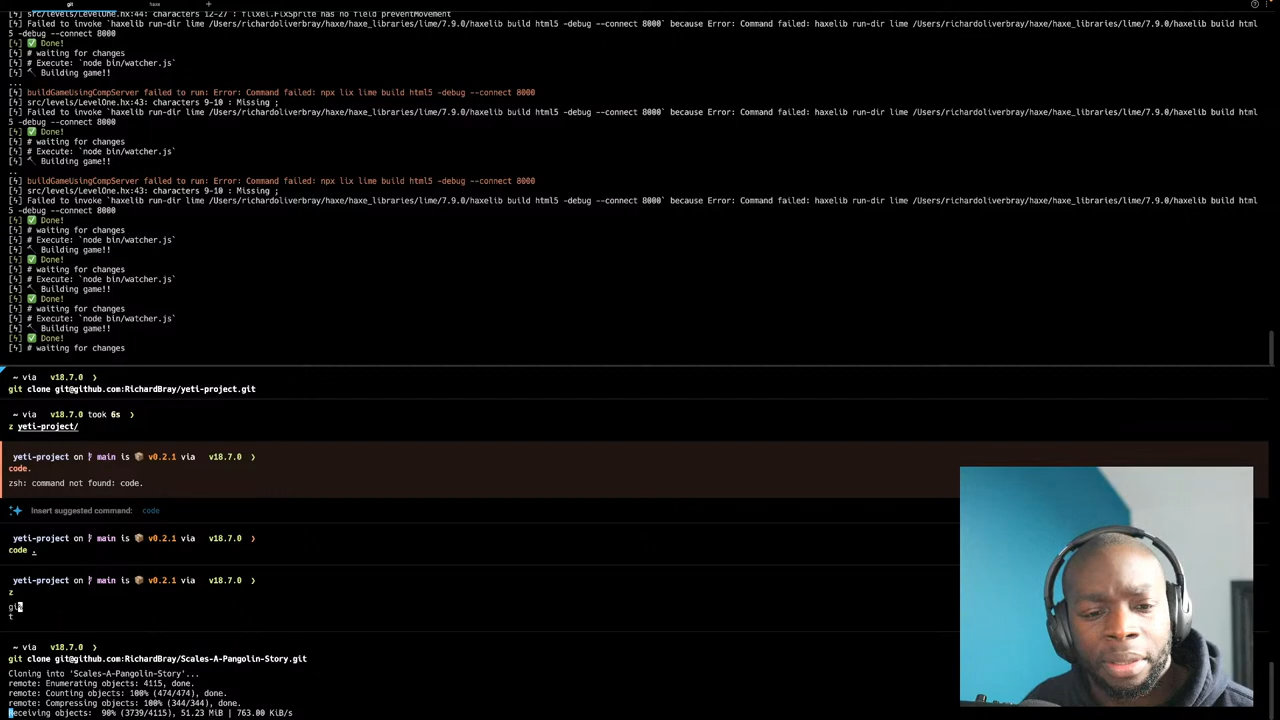 git haxe +
[ϟ] src/levels/LevelOne.hx:44: characters 12-27 : flixel.FlxSprite has no field preventMovement
[ϟ] Failed to invoke `haxelib run-dir lime /Users/richardoliverbray/haxe/haxe_libraries/lime/7.9.0/haxelib build html5 -debug --connect 8000` because Error: Command failed: haxelib run-dir lime /Users/richardoliverbray/haxe/haxe_libraries/lime/7.9.0/haxelib build html
5 -debug --connect 8000
[ϟ] ✅ Done!
[ϟ] # waiting for changes
[ϟ] # Execute: `node bin/watcher.js`
[ϟ] 🔨 Building game!!
...
[ϟ] buildGameUsingCompServer failed to run: Error: Command failed: npx lix lime build html5 -debug --connect 8000
[ϟ] src/levels/LevelOne.hx:43: characters 9-10 : Missing ;
[ϟ] Failed to invoke `haxelib run-dir lime /Users/richardoliverbray/haxe/haxe_libraries/lime/7.9.0/haxelib build html5 -debug --connect 8000` because Error: Command failed: haxelib run-dir lime /Users/richardoliverbray/haxe/haxe_libraries/lime/7.9.0/haxelib build html
5 -debug --connect 8000
[ϟ] ✅ Done!
[ϟ] # waiting for changes
[ϟ] # Execute: `node bin/watcher.js`
[ϟ] 🔨 Building game!!
..
[ϟ] buildGameUsingCompServer failed to run: Error: Command failed: npx lix lime build html5 -debug --connect 8000
[ϟ] src/levels/LevelOne.hx:43: characters 9-10 : Missing ;
[ϟ] Failed to invoke `haxelib run-dir lime /Users/richardoliverbray/haxe/haxe_libraries/lime/7.9.0/haxelib build html5 -debug --connect 8000` because Error: Command failed: haxelib run-dir lime /Users/richardoliverbray/haxe/haxe_libraries/lime/7.9.0/haxelib build html
5 -debug --connect 8000
[ϟ] ✅ Done!
[ϟ] # waiting for changes
[ϟ] # Execute: `node bin/watcher.js`
[ϟ] 🔨 Building game!!
[ϟ] ✅ Done!
[ϟ] # waiting for changes
[ϟ] # Execute: `node bin/watcher.js`
[ϟ] 🔨 Building game!!
[ϟ] ✅ Done!
[ϟ] # waiting for changes
[ϟ] # Execute: `node bin/watcher.js`
[ϟ] 🔨 Building game!!
[ϟ] ✅ Done!
[ϟ] # waiting for changes
~ via v18.7.0 ❯
git clone git@github.com:RichardBray/yeti-project.git
~ via v18.7.0 took 6s ❯
z yeti-project/
yeti-project on main is 📦 v0.2.1 via v18.7.0 ❯
code.
zsh: command not found: code.
Insert suggested command: code
yeti-project on main is 📦 v0.2.1 via v18.7.0 ❯
code .
yeti-project on main is 📦 v0.2.1 via v18.7.0 ❯
z
gi%
t
~ via v18.7.0 ❯
git clone git@github.com:RichardBray/Scales-A-Pangolin-Story.git
Cloning into 'Scales-A-Pangolin-Story'...
remote: Enumerating objects: 4115, done.
remote: Counting objects: 100% (474/474), done.
remote: Compressing objects: 100% (344/344), done.
Receiving objects: 90% (3739/4115), 51.23 MiB | 763.00 KiB/s